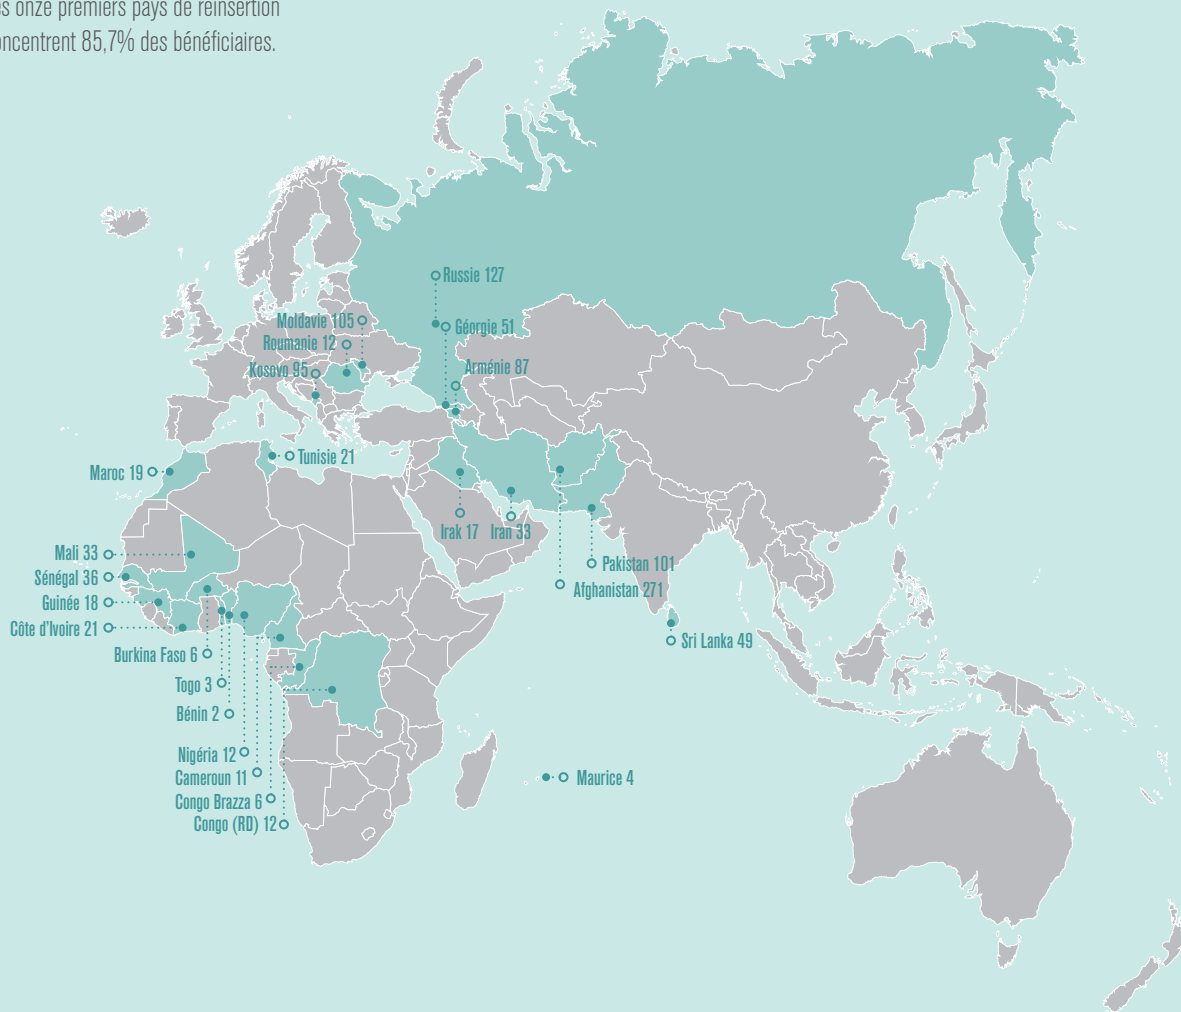 es onze premiers pays de réinsertion
oncentrent 85,7% des bénéficiaires.
Russie 127
Moldavie 105
Géorgie 51
Roumanie 12
Kosovo 95
Arménie 87
Tunisie 21
Maroc 19
Irak 17
Iran 33
Mali 33
Pakistan 101
Sénégal 36
Afghanistan 271
Guinée 18
Côte d'Ivoire 21
Sri Lanka 49
Burkina Faso 6
Togo 3
Bénin 2
Nigéria 12
Cameroun 11
Maurice 4
Congo Brazza 6
Congo (RD) 12